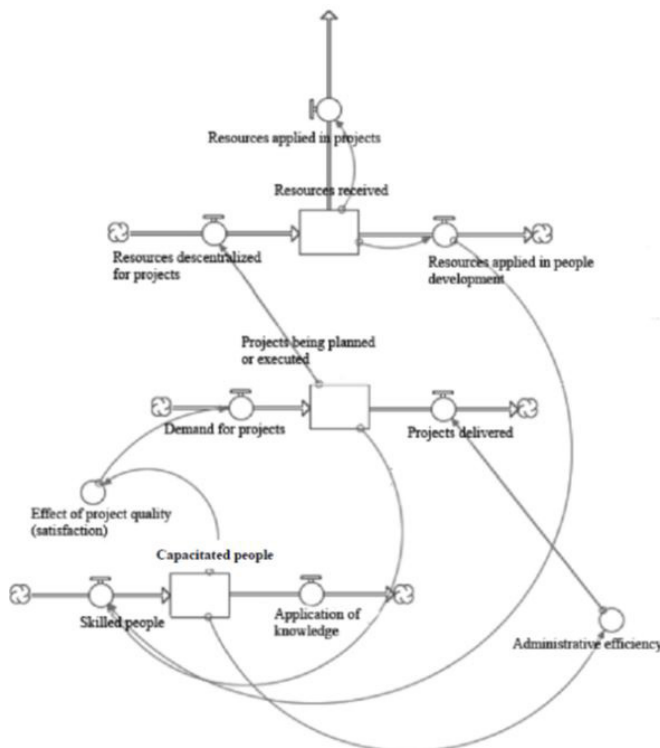 Resources applied in projects
Resources received
Resources descentralized
for projects
Resources applied in people
development
Projects being planned
or executed
Demand for projects
Projects delivered
Effect of project quality
(satisfaction)
Capacitated people
Skilled people
Application of
knowledge
Administrative efficiency